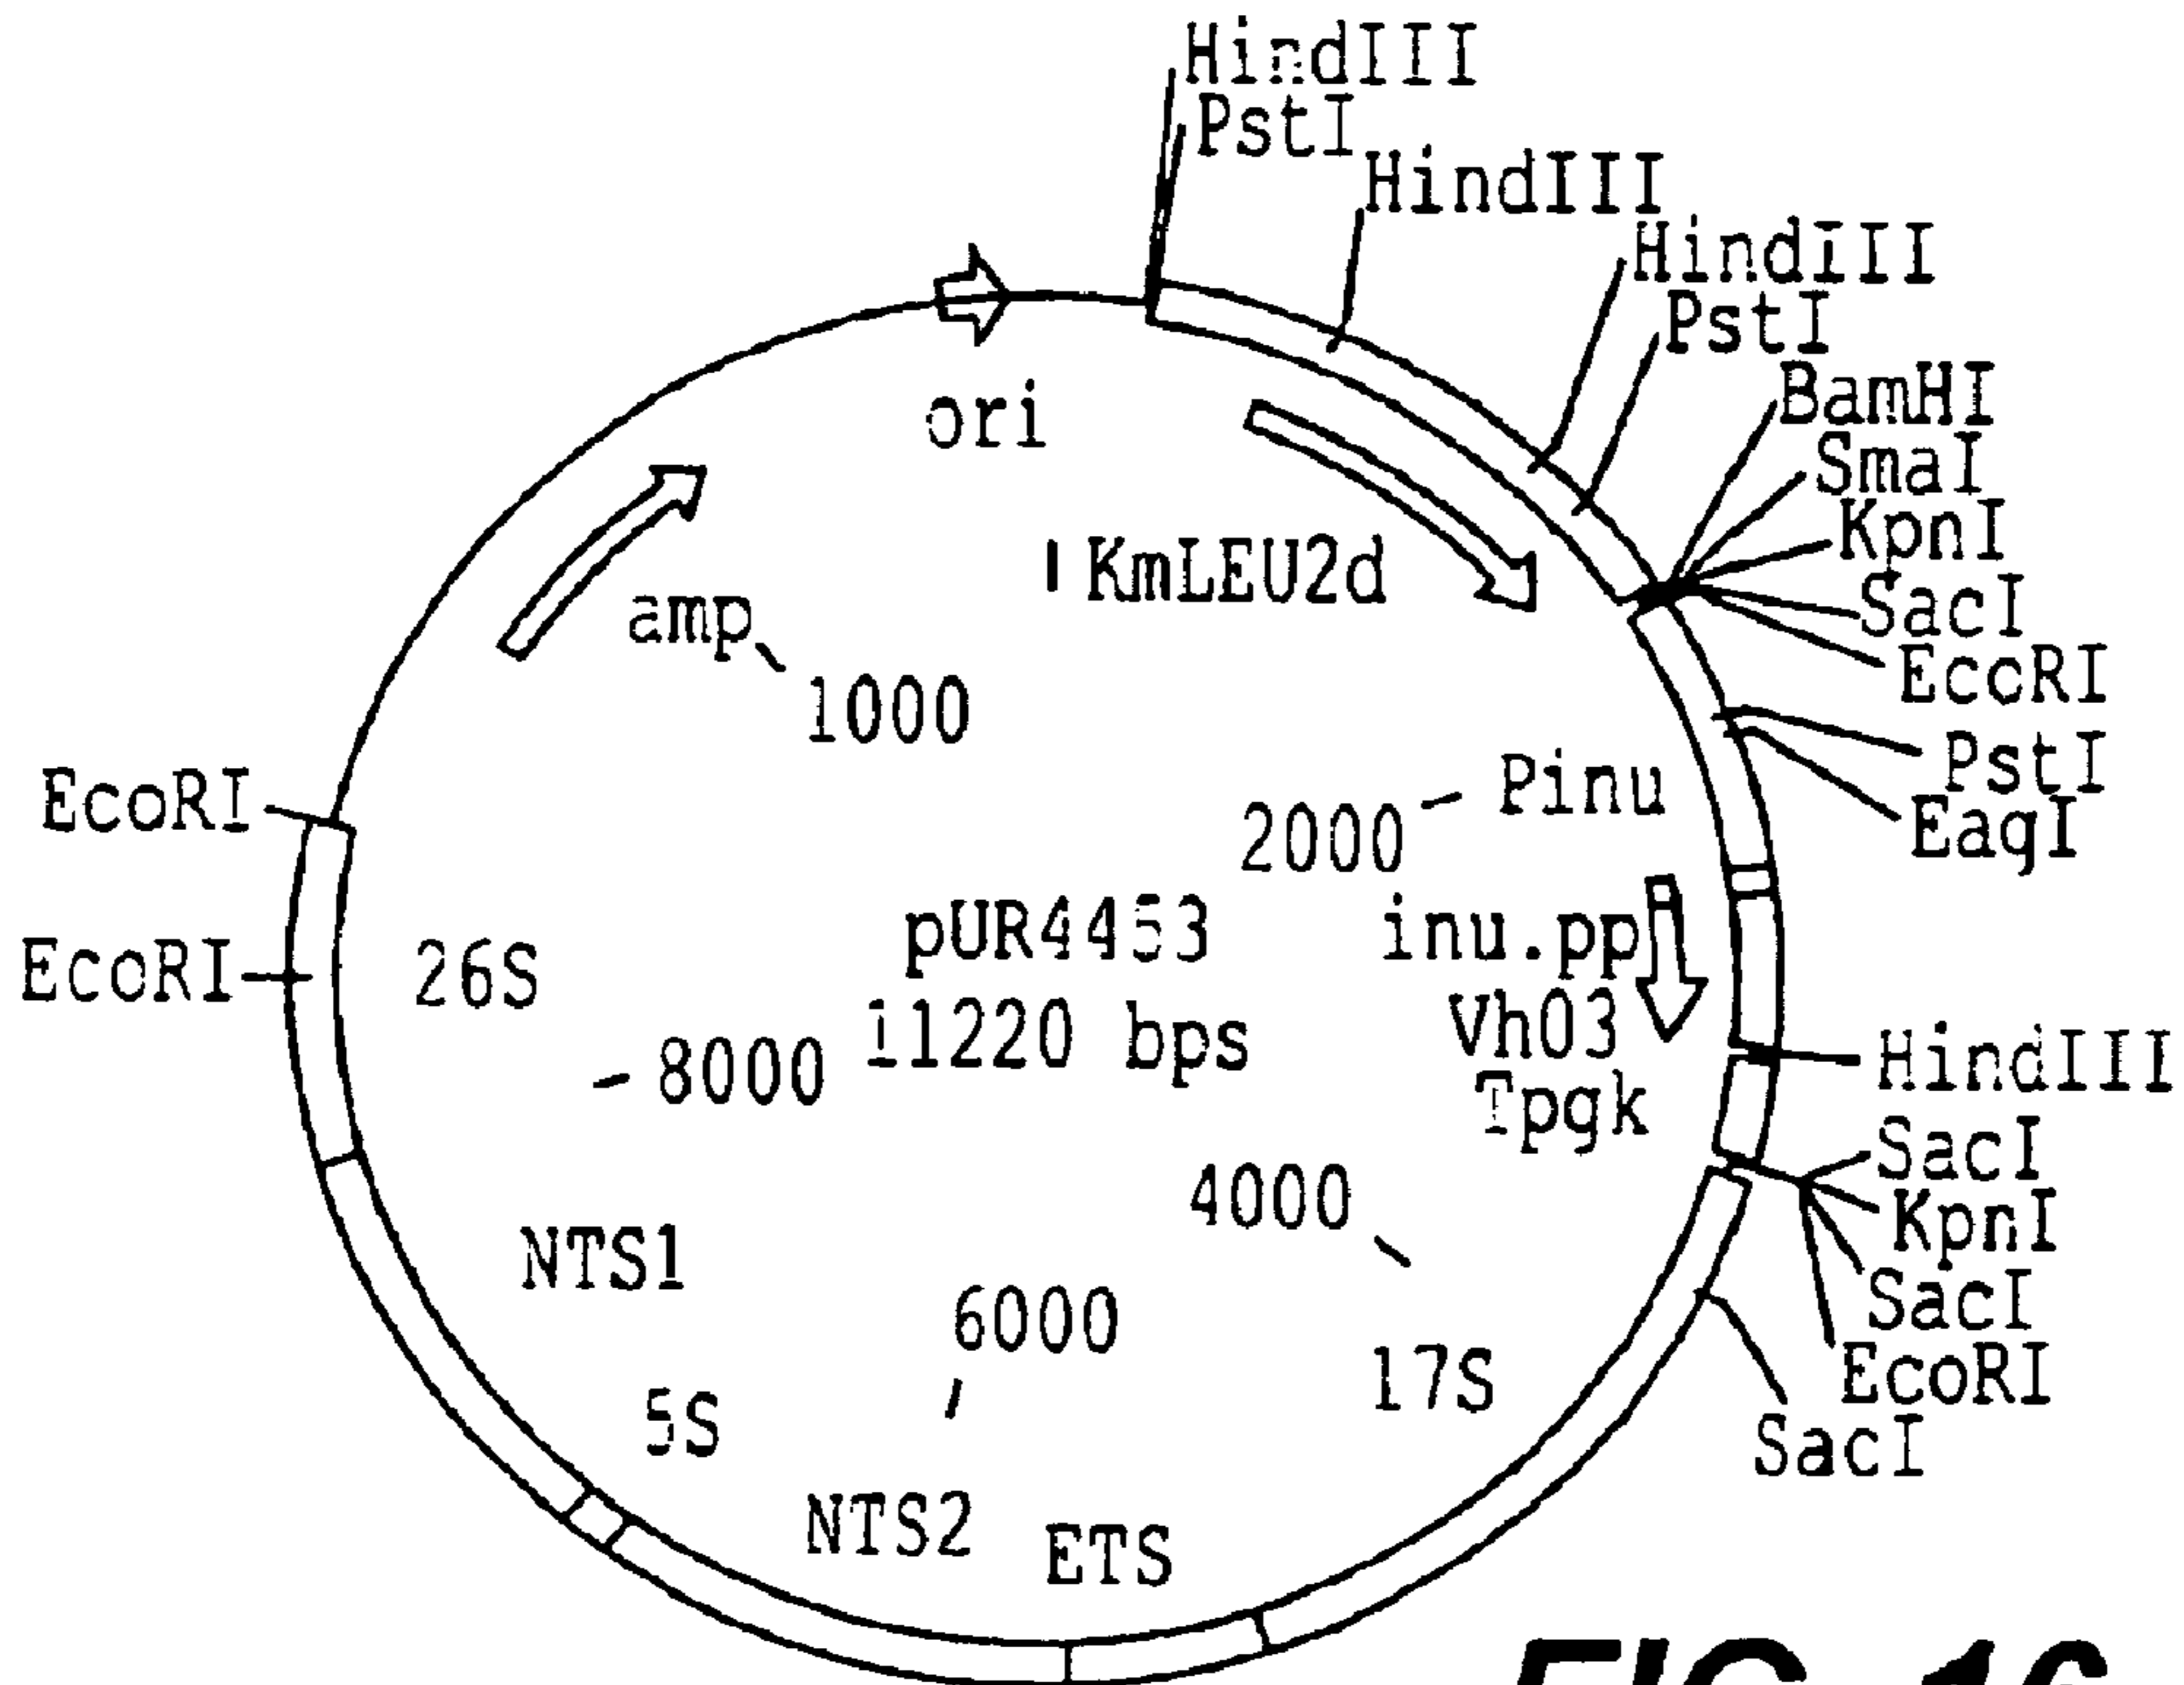 HindIII
PstI
HindIII
HindIII
PstI
BamHI
SmaI
KpnI
SacI
EcoRI
PstI
EagI
ori
KmLEU2d
amp
1000
Pinu
2000
EcoRI
EcoRI
26S
pUR4453
11220 bps
inu.pp
Vh03
Tpgk
8000
HindIII
SacI
KpnI
SacI
EcoRI
SacI
4000
NTS1
6000
17S
5S
NTS2
ETS